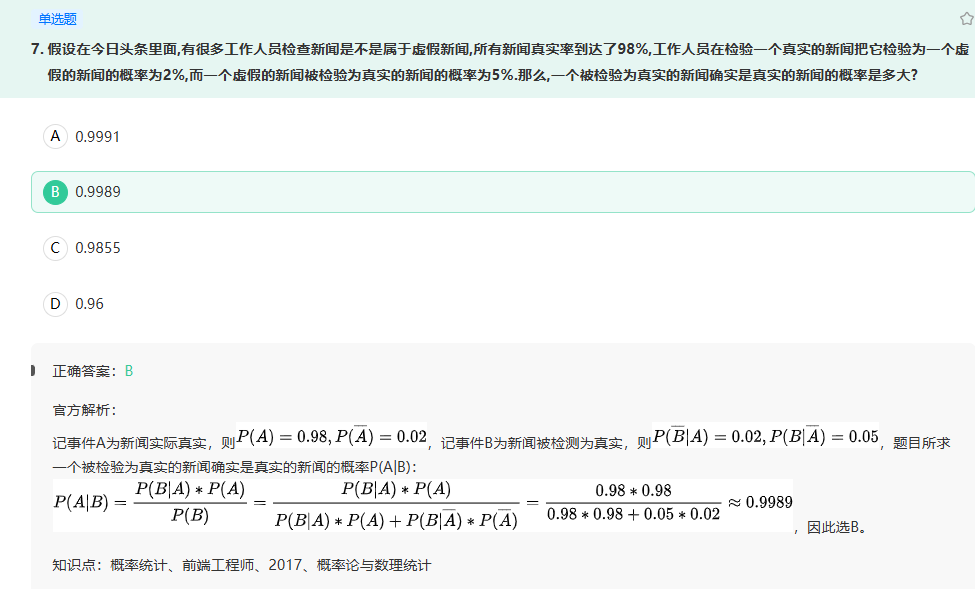 单选题
7. 假设在今日头条里面,有很多工作人员检查新闻是不是属于虚假新闻,所有新闻真实率到达了98%,工作人员在检验一个真实的新闻把它检验为一个虚
假的新闻的概率为2%,而一个虚假的新闻被检验为真实的新闻的概率为5%.那么,一个被检验为真实的新闻确实是真实的新闻的概率是多大?
A 0.9991
B 0.9989
C 0.9855
D 0.96
正确答案：B
官方解析：
记事件A为新闻实际真实，则P(A) = 0.98, P(A̅) = 0.02，记事件B为新闻被检测为真实，则P(B̅|A) = 0.02, P(B|A̅) = 0.05，题目所求
一个被检验为真实的新闻确实是真实的新闻的概率P(A|B)：
P(A|B) = P(B|A) * P(A) / P(B) = P(B|A) * P(A) / P(B|A) * P(A) + P(B|A̅) * P(A̅) = 0.98 * 0.98 / 0.98 * 0.98 + 0.05 * 0.02 ≈ 0.9989，因此选B。
知识点：概率统计、前端工程师、2017、概率论与数理统计